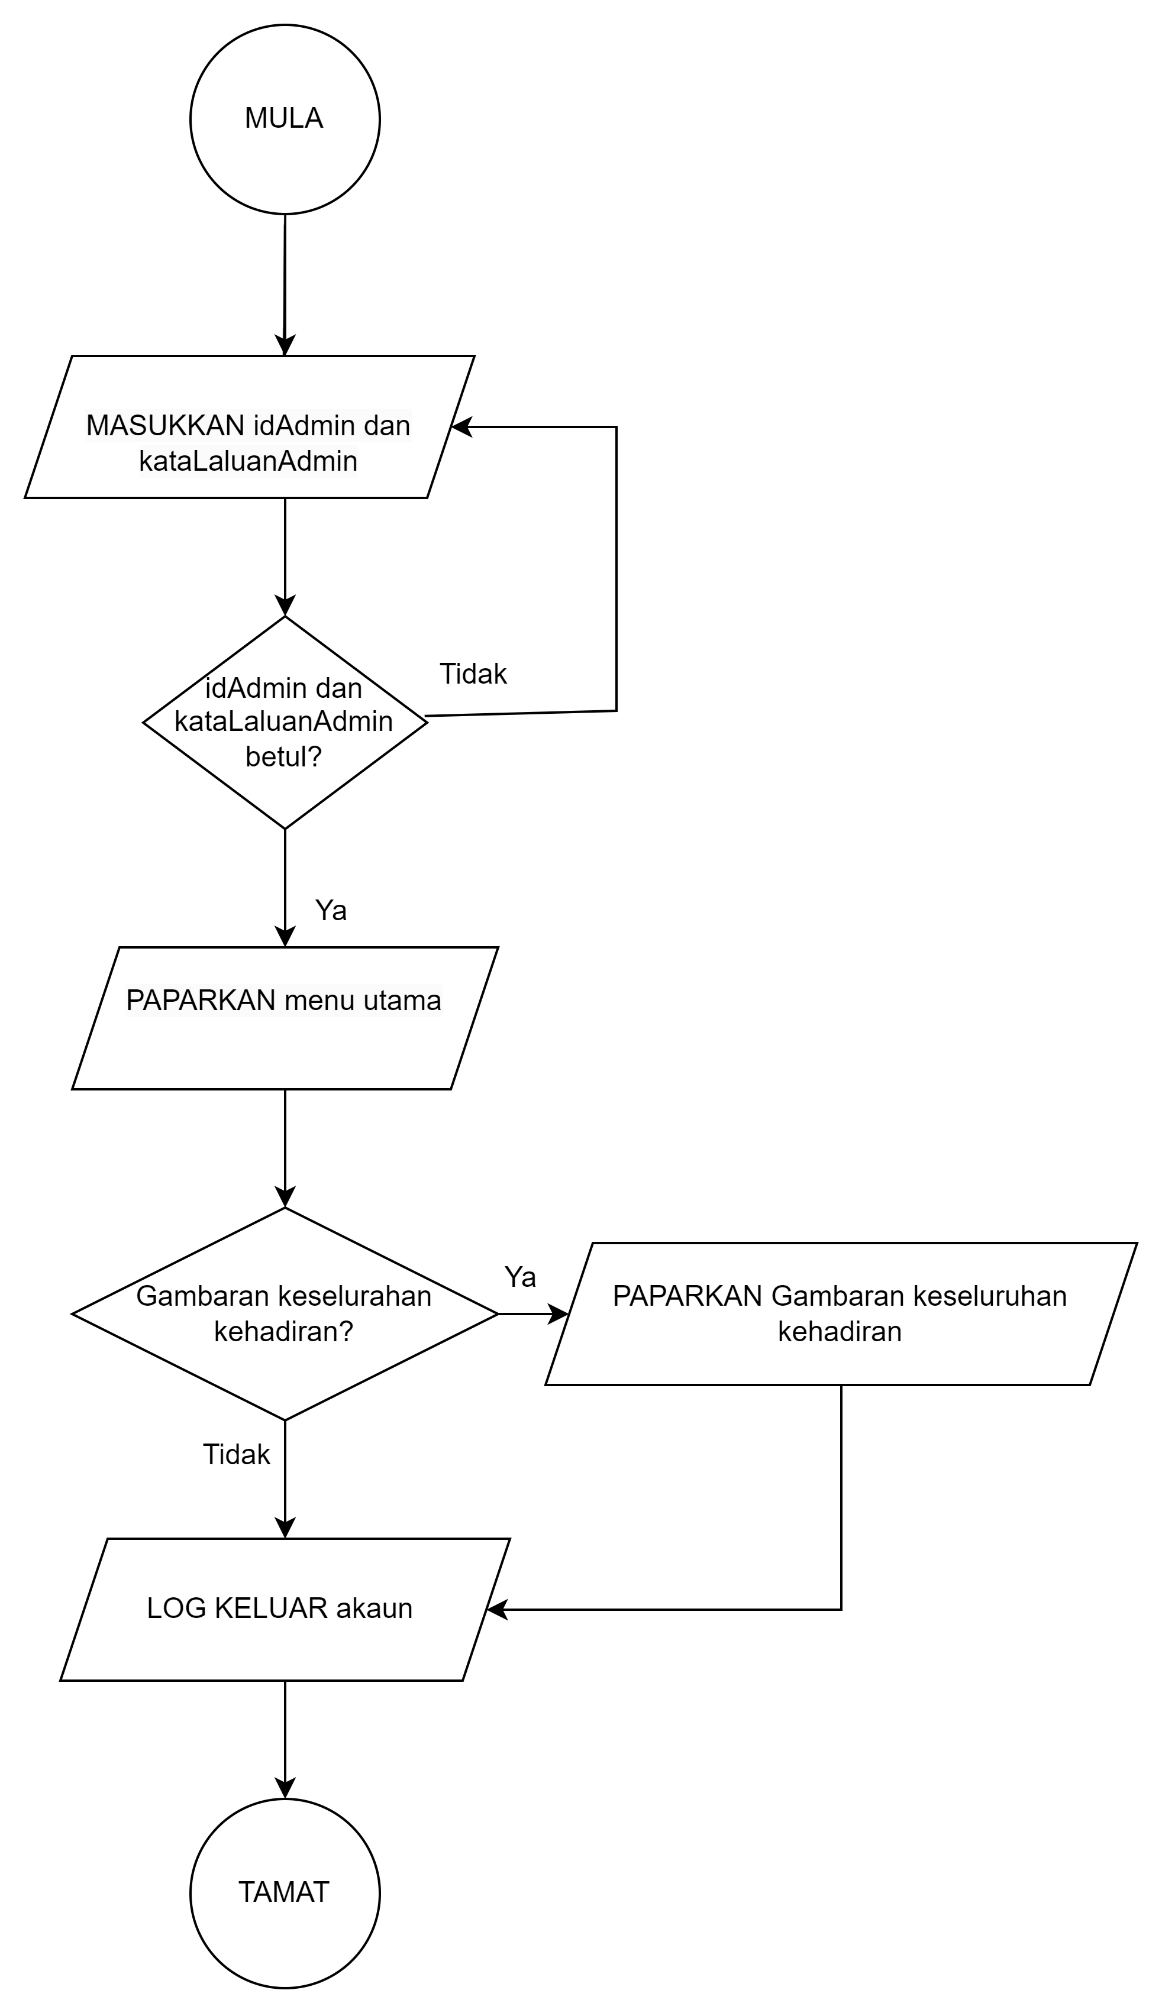 MULA
MASUKKAN idAdmin dan
kataLaluanAdmin
idAdmin dan
kataLaluanAdmin
betul?
Tidak
Ya
PAPARKAN menu utama
Gambaran keselurahan
kehadiran?
Ya
PAPARKAN Gambaran keseluruhan
kehadiran
Tidak
LOG KELUAR akaun
TAMAT